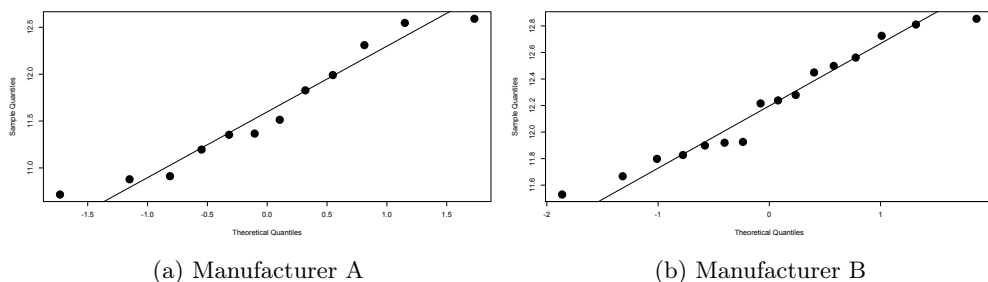 12.5
12.0
11.5
11.0
Sample Quantiles
-1.5 -1.0 -0.5 0.0 0.5 1.0 1.5
Theoretical Quantiles
(a) Manufacturer A
12.8
12.6
12.4
12.2
12.0
11.8
11.6
Sample Quantiles
-2 -1 0 1
Theoretical Quantiles
(b) Manufacturer B